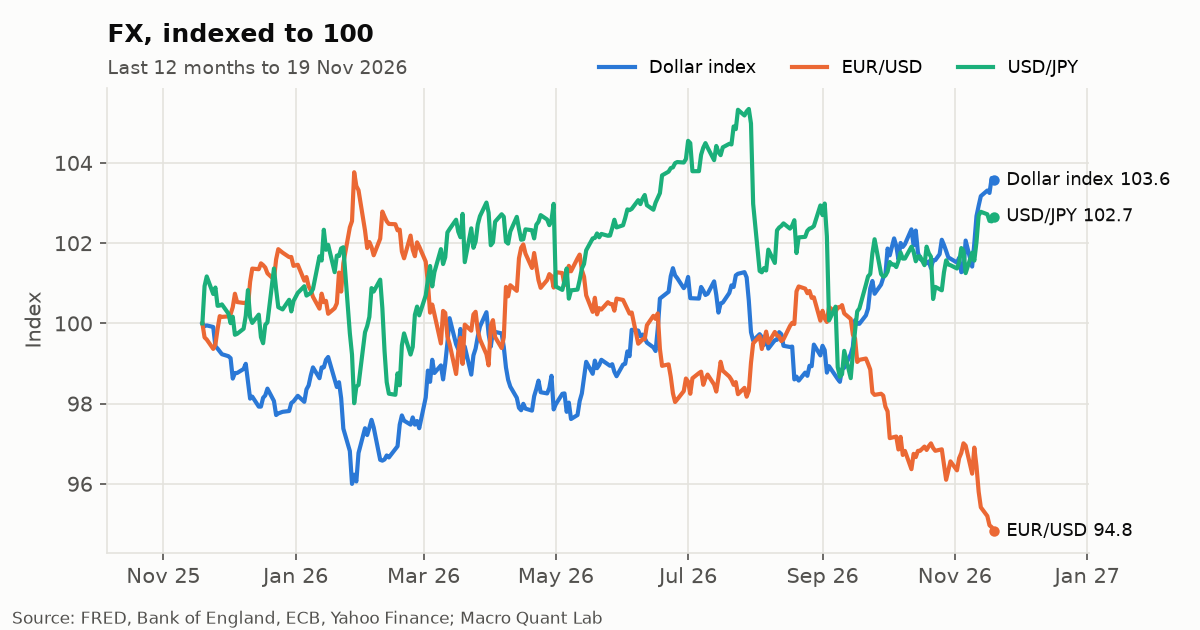 FX, indexed to 100
Last 12 months to 19 Nov 2026
Dollar index EUR/USD USD/JPY
Index
104
102
100
98
96
Dollar index 103.6
USD/JPY 102.7
EUR/USD 94.8
Nov 25 Jan 26 Mar 26 May 26 Jul 26 Sep 26 Nov 26 Jan 27
Source: FRED, Bank of England, ECB, Yahoo Finance; Macro Quant Lab